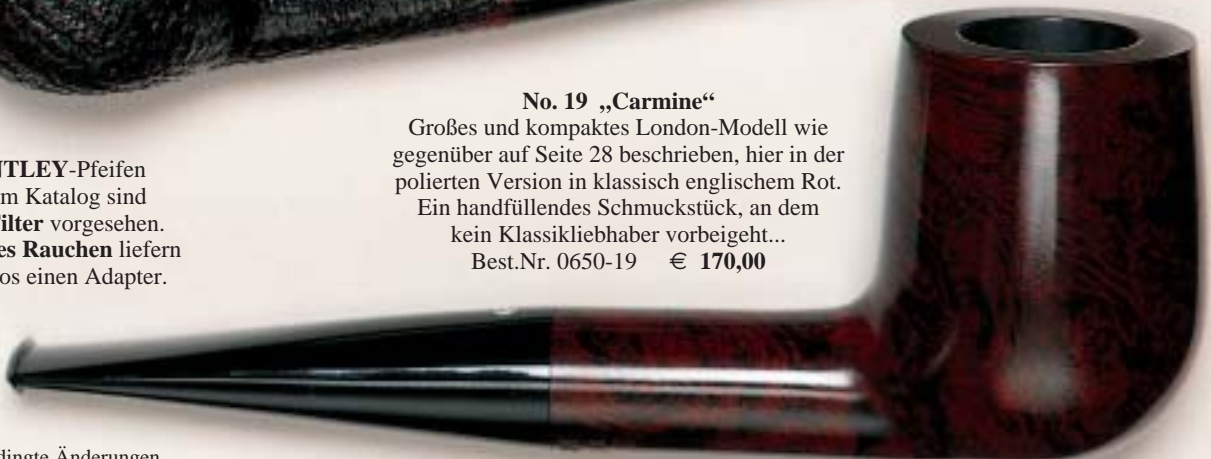 No. 19 „Carmine“
Großes und kompaktes London-Modell wie
gegenüber auf Seite 28 beschrieben, hier in der
polierten Version in klassisch englischem Rot.
Ein handfüllendes Schmuckstück, an dem
kein Klassikliebhaber vorbeigeht...
Best.Nr. 0650-19 € 170,00
NTLEY-Pfeifen
m Katalog sind
ilter vorgesehen.
es Rauchen liefern
os einen Adapter.
dingte Änderungen